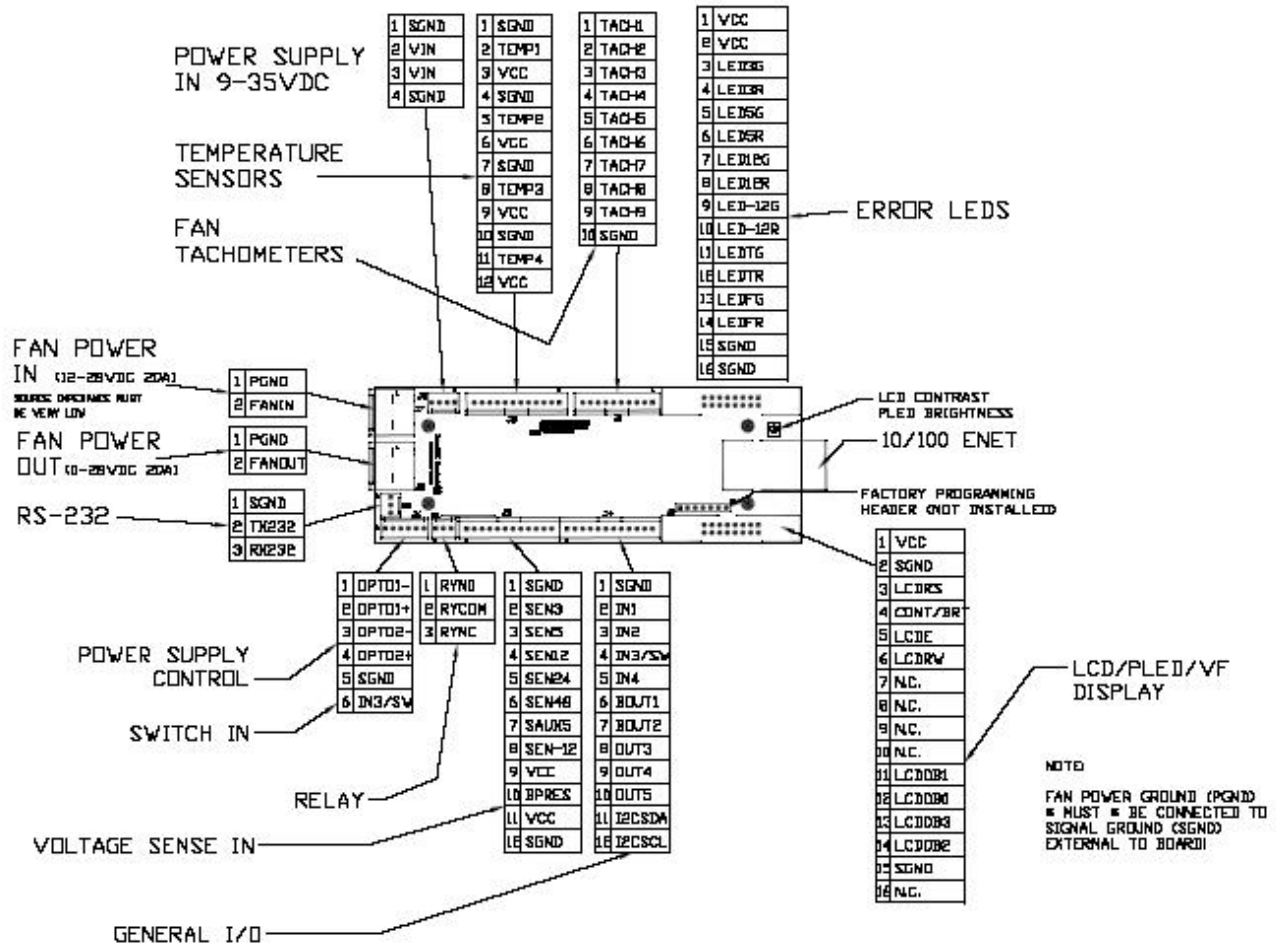 POWER SUPPLY
IN 9-35VDC
1 SGND
2 VIN
3 VIN
4 SGND
TEMPERATURE
SENSORS
1 SGND
2 TEMP1
3 VCC
4 SGND
5 TEMP2
6 VCC
7 SGND
8 TEMP3
9 VCC
10 SGND
11 TEMP4
12 VCC
FAN
TACHOMETERS
1 TACH1
2 TACH2
3 TACH3
4 TACH4
5 TACH5
6 TACH6
7 TACH7
8 TACH8
9 TACH9
10 SGND
1 VCC
2 VCC
3 LED3G
4 LED3R
5 LED5G
6 LED5R
7 LED12G
8 LED12R
9 LED-12G
10 LED-12R
11 LEDTG
12 LEDTR
13 LEDFG
14 LEDFR
15 SGND
16 SGND
ERROR LEDS
FAN POWER
IN (12-28VDC 20A)
SOURCE IMPEDANCE MUST
BE VERY LOW
1 PGND
2 FANIN
FAN POWER
OUT (0-28VDC 20A)
1 PGND
2 FANOUT
RS-232
1 SGND
2 TX232
3 RX232
LCD CONTRAST
PLED BRIGHTNESS
10/100 ENET
FACTORY PROGRAMMING
HEADER (NOT INSTALLED)
POWER SUPPLY
CONTROL
SWITCH IN
1 OPTO1-
2 OPTO1+
3 OPTO2-
4 OPTO2+
5 SGND
6 IN3/SW
RELAY
1 RYNO
2 RYCOM
3 RYNC
VOLTAGE SENSE IN
1 SGND
2 SEN3
3 SEN5
4 SEN12
5 SEN24
6 SEN48
7 SAUX5
8 SEN-12
9 VCC
10 BPRES
11 VCC
12 SGND
GENERAL I/O
1 SGND
2 IN1
3 IN2
4 IN3/SW
5 IN4
6 BOUT1
7 BOUT2
8 OUT3
9 OUT4
10 OUT5
11 I2CSDA
12 I2CSCL
1 VCC
2 SGND
3 LCDRS
4 CONT/BRT
5 LCDE
6 LCDRW
7 N.C.
8 N.C.
9 N.C.
10 N.C.
11 LCDDB1
12 LCDDB0
13 LCDDB3
14 LCDDB2
15 SGND
16 N.C.
LCD/PLED/VF
DISPLAY
NOTE:
FAN POWER GROUND (PGND)
* MUST * BE CONNECTED TO
SIGNAL GROUND (SGND)
EXTERNAL TO BOARD!